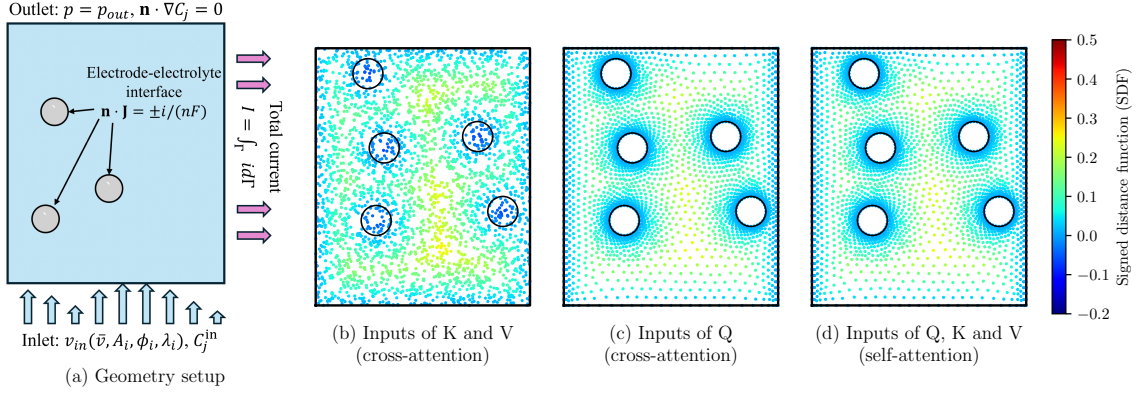 Outlet: p = p_out, n · ∇C_j = 0
Electrode-electrolyte
interface
n · J = ±i/(nF)
Total current
I = ∫_Γ idΓ
Inlet: v_in(v̄, A_i, ϕ_i, λ_i), C_j^in
(a) Geometry setup
(b) Inputs of K and V
(cross-attention)
(c) Inputs of Q
(cross-attention)
(d) Inputs of Q, K and V
(self-attention)
0.5
0.4
0.3
0.2
0.1
0.0
−0.1
−0.2
Signed distance function (SDF)